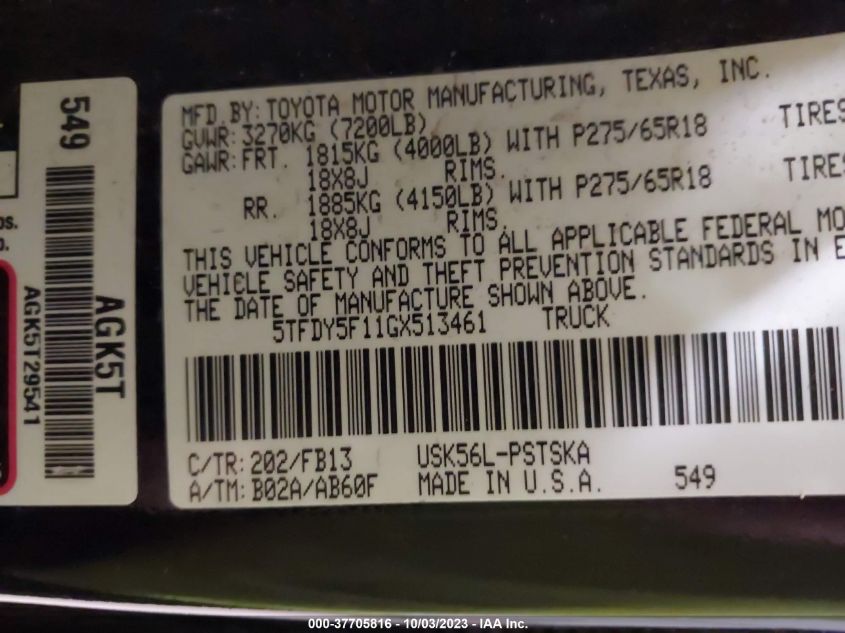 549
AGK5T
AGK5T29541
MFD BY: TOYOTA MOTOR MANUFACTURING, TEXAS, INC.
GVWR: 3270KG (7200LB)
GAWR: FRT. 1815KG (4000LB) WITH P275/65R18 TIRES
18X8J RIMS.
RR. 1885KG (4150LB) WITH P275/65R18 TIRES
18X8J RIMS.
THIS VEHICLE CONFORMS TO ALL APPLICABLE FEDERAL MO
VEHICLE SAFETY AND THEFT PREVENTION STANDARDS IN E
THE DATE OF MANUFACTURE SHOWN ABOVE.
5TFDY5F11GX513461 TRUCK
C/TR: 202/FB13 USK56L-PSTSKA
A/TM: B02A/AB60F MADE IN U.S.A. 549
000-37705816 - 10/03/2023 - IAA Inc.